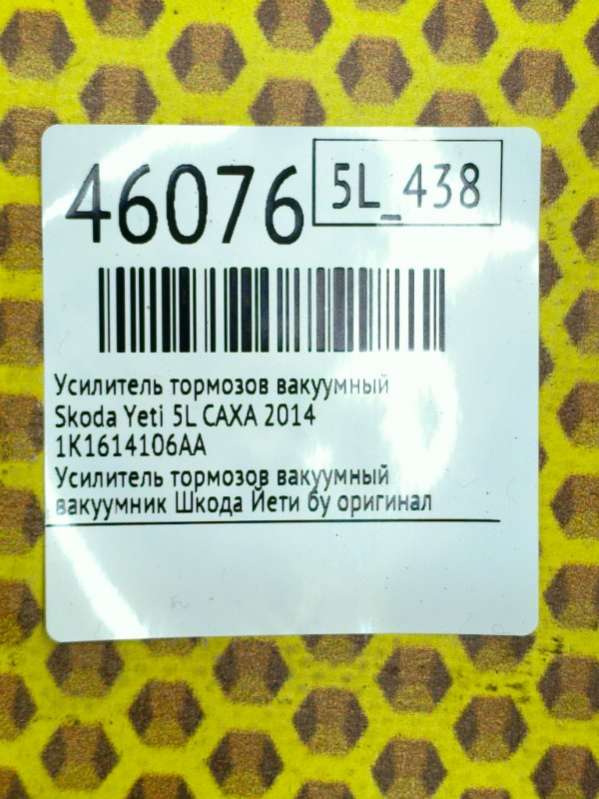 46076
5L_438
Усилитель тормозов вакуумный
Skoda Yeti 5L CAXA 2014
1K1614106AA
Усилитель тормозов вакуумный
вакуумник Шкода Йети бу оригинал